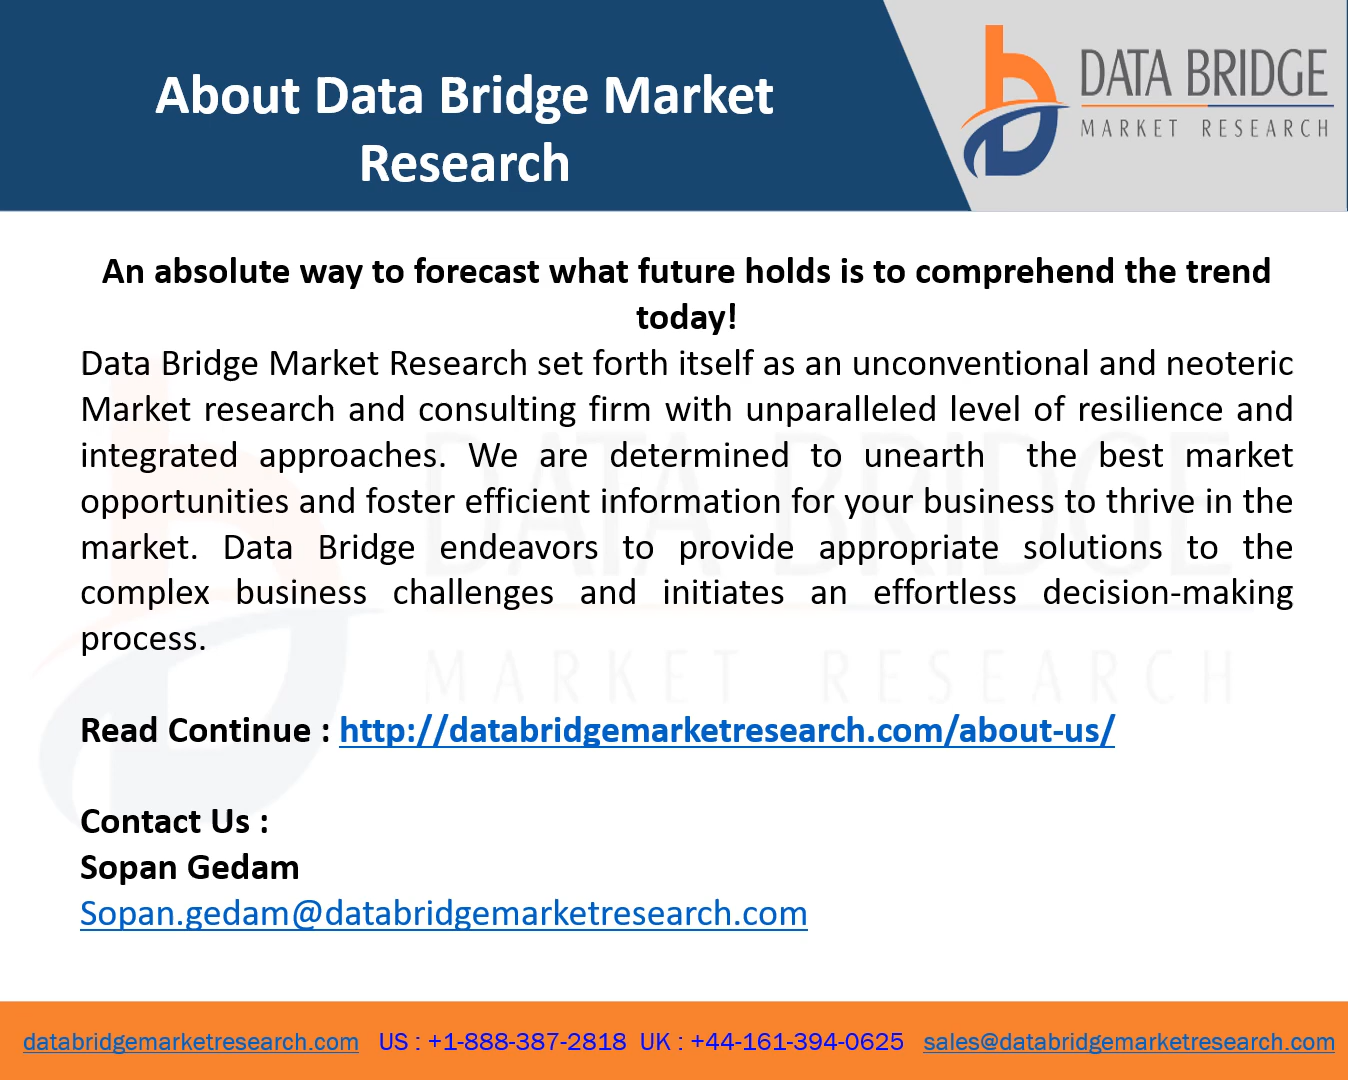 About Data Bridge Market
Research
DATA BRIDGE
MARKET RESEARCH
An absolute way to forecast what future holds is to comprehend the trend
today!
Data Bridge Market Research set forth itself as an unconventional and neoteric
Market research and consulting firm with unparalleled level of resilience and
integrated approaches. We are determined to unearth  the best market
opportunities and foster efficient information for your business to thrive in the
market. Data Bridge endeavors to provide appropriate solutions to the
complex business challenges and initiates an effortless decision-making
process.
DATA BRIDGE
MARKET RESEARCH
Read Continue : http://databridgemarketresearch.com/about-us/
Contact Us :
Sopan Gedam
Sopan.gedam@databridgemarketresearch.com
databridgemarketresearch.com US : +1-888-387-2818 UK : +44-161-394-0625 sales@databridgemarketresearch.com